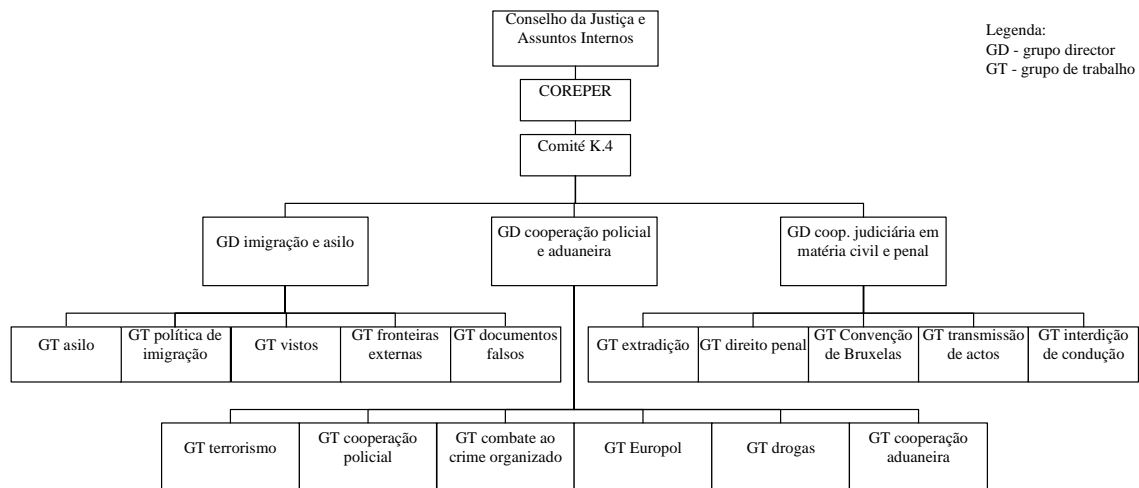 Conselho da Justiça e
Assuntos Internos
Legenda:
GD - grupo director
GT - grupo de trabalho
COREPER
Comité K.4
GD imigração e asilo
GD cooperação policial
e aduaneira
GD coop. judiciária em
matéria civil e penal
GT asilo
GT política de
imigração
GT vistos
GT fronteiras
externas
GT documentos
falsos
GT extradição
GT direito penal
GT Convenção
de Bruxelas
GT transmissão
de actos
GT interdição
de condução
GT terrorismo
GT cooperação
policial
GT combate ao
crime organizado
GT Europol
GT drogas
GT cooperação
aduaneira